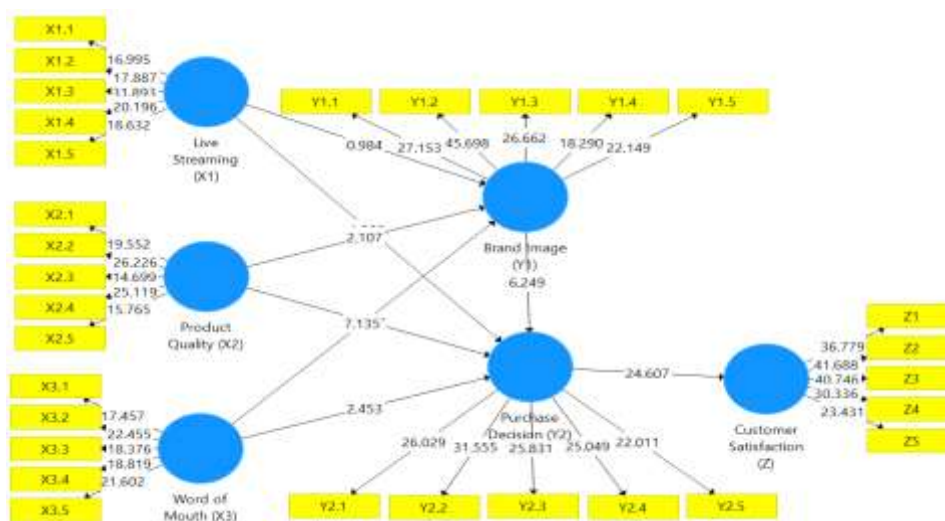 X1.1
X1.2
X1.3
X1.4
X1.5
16.995
17.887
11.893
20.196
18.632
Live
Streaming
(X1)
Y1.1
Y1.2
Y1.3
Y1.4
Y1.5
0.984
27.153
45.698
26.662
18.290
22.149
X2.1
X2.2
X2.3
X2.4
X2.5
19.552
26.226
14.699
25.119
15.765
Product
Quality (X2)
2.107
Brand Image
(Y1)
6.249
7.135
X3.1
X3.2
X3.3
X3.4
X3.5
17.457
22.455
18.376
18.819
21.602
Word of
Mouth (X3)
2.453
Purchase
Decision (Y2)
24.607
Customer
Satisfaction
(Z)
36.779
41.688
40.746
30.336
23.431
Z1
Z2
Z3
Z4
Z5
26.029
31.555
25.831
25.049
22.011
Y2.1
Y2.2
Y2.3
Y2.4
Y2.5